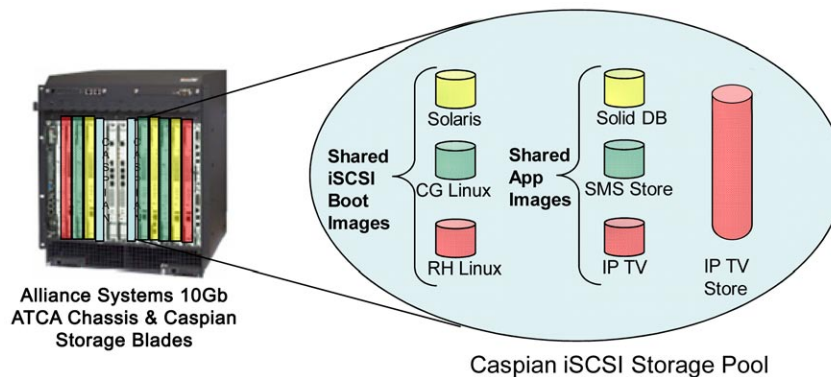 Solaris
Solid DB
Shared
iSCSI
Boot
Images
CG Linux
Shared
App
Images
SMS Store
RH Linux
IP TV
IP TV
Store
Alliance Systems 10Gb
ATCA Chassis & Caspian
Storage Blades
Caspian iSCSI Storage Pool